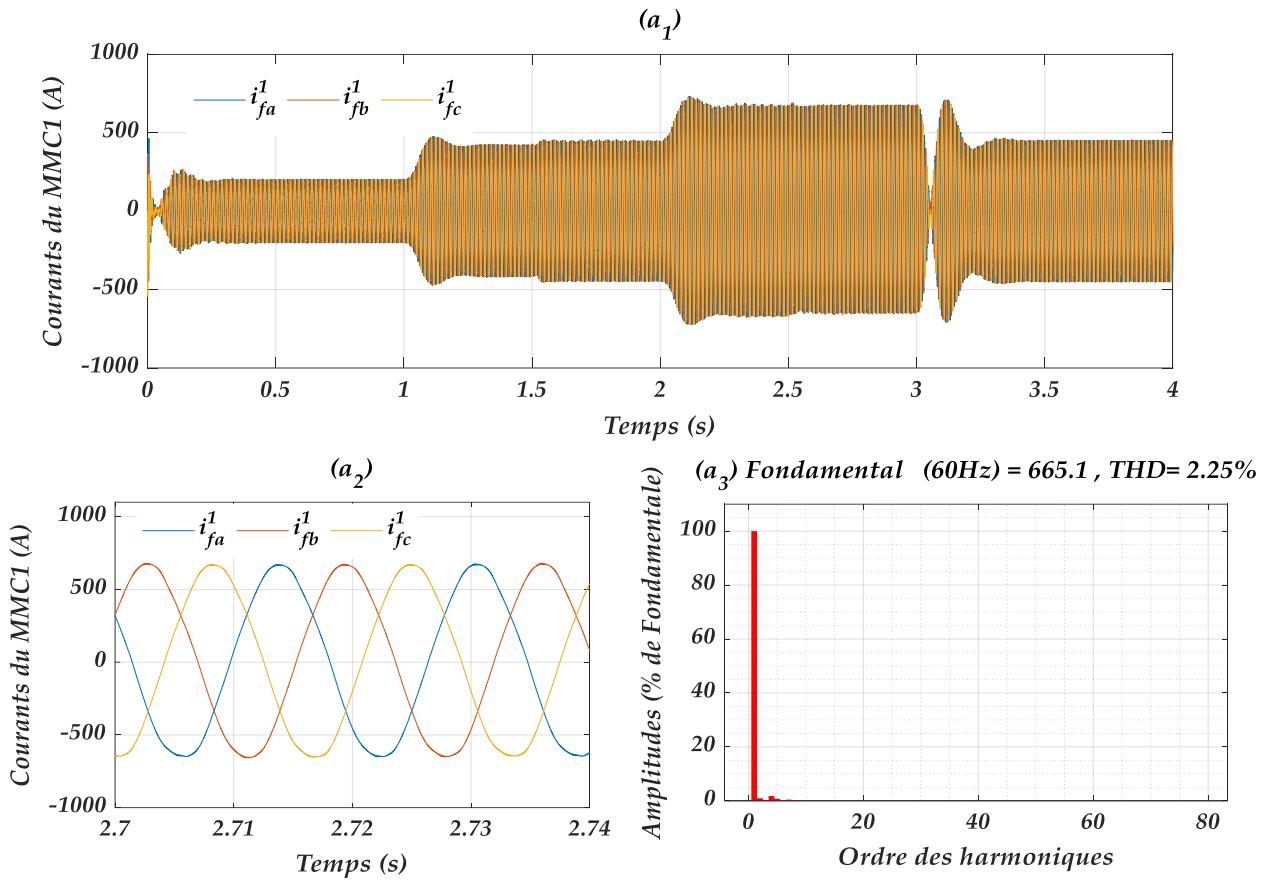 (a1)
Courants du MMC1 (A)
1000
500
0
-500
-1000
i1fa i1fb i1fc
0 0.5 1 1.5 2 2.5 3 3.5 4
Temps (s)
(a2)
Courants du MMC1 (A)
1000
500
0
-500
-1000
i1fa i1fb i1fc
2.7 2.71 2.72 2.73 2.74
Temps (s)
(a3) Fondamental (60Hz) = 665.1 , THD= 2.25%
Amplitudes (% de Fondamentale)
100
80
60
40
20
0
0 20 40 60 80
Ordre des harmoniques